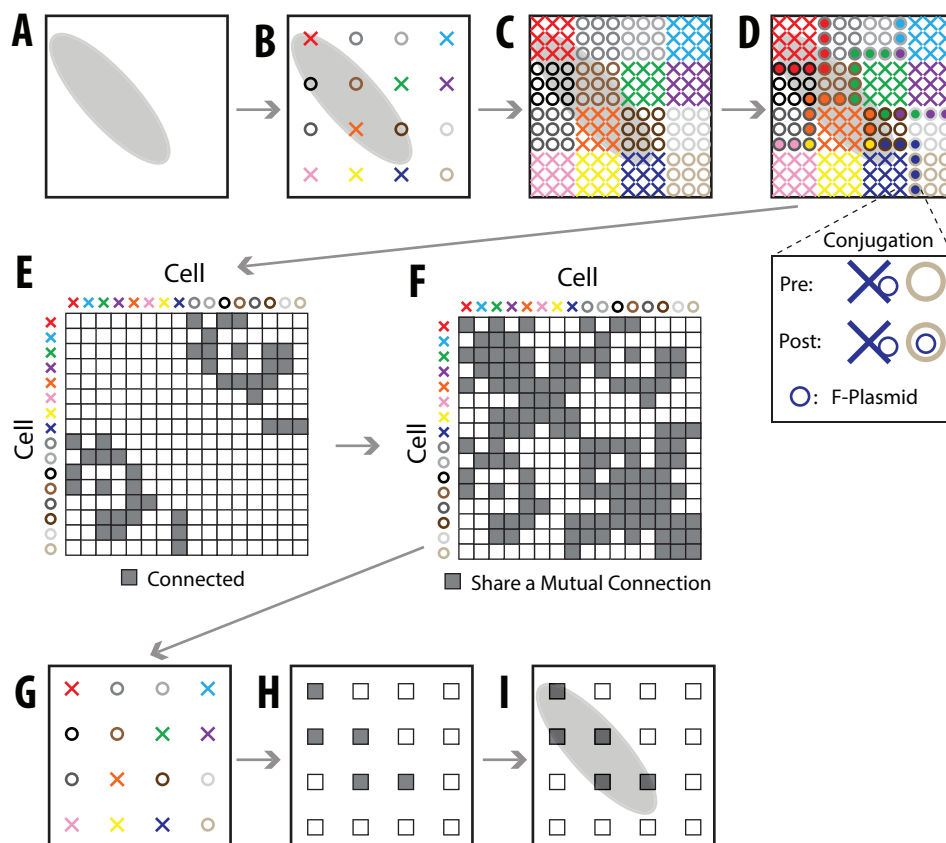 A
B
C
D
Conjugation
Pre:
Post:
: F-Plasmid
E
Cell
Cell
Connected
F
Cell
Cell
Share a Mutual Connection
G
H
I